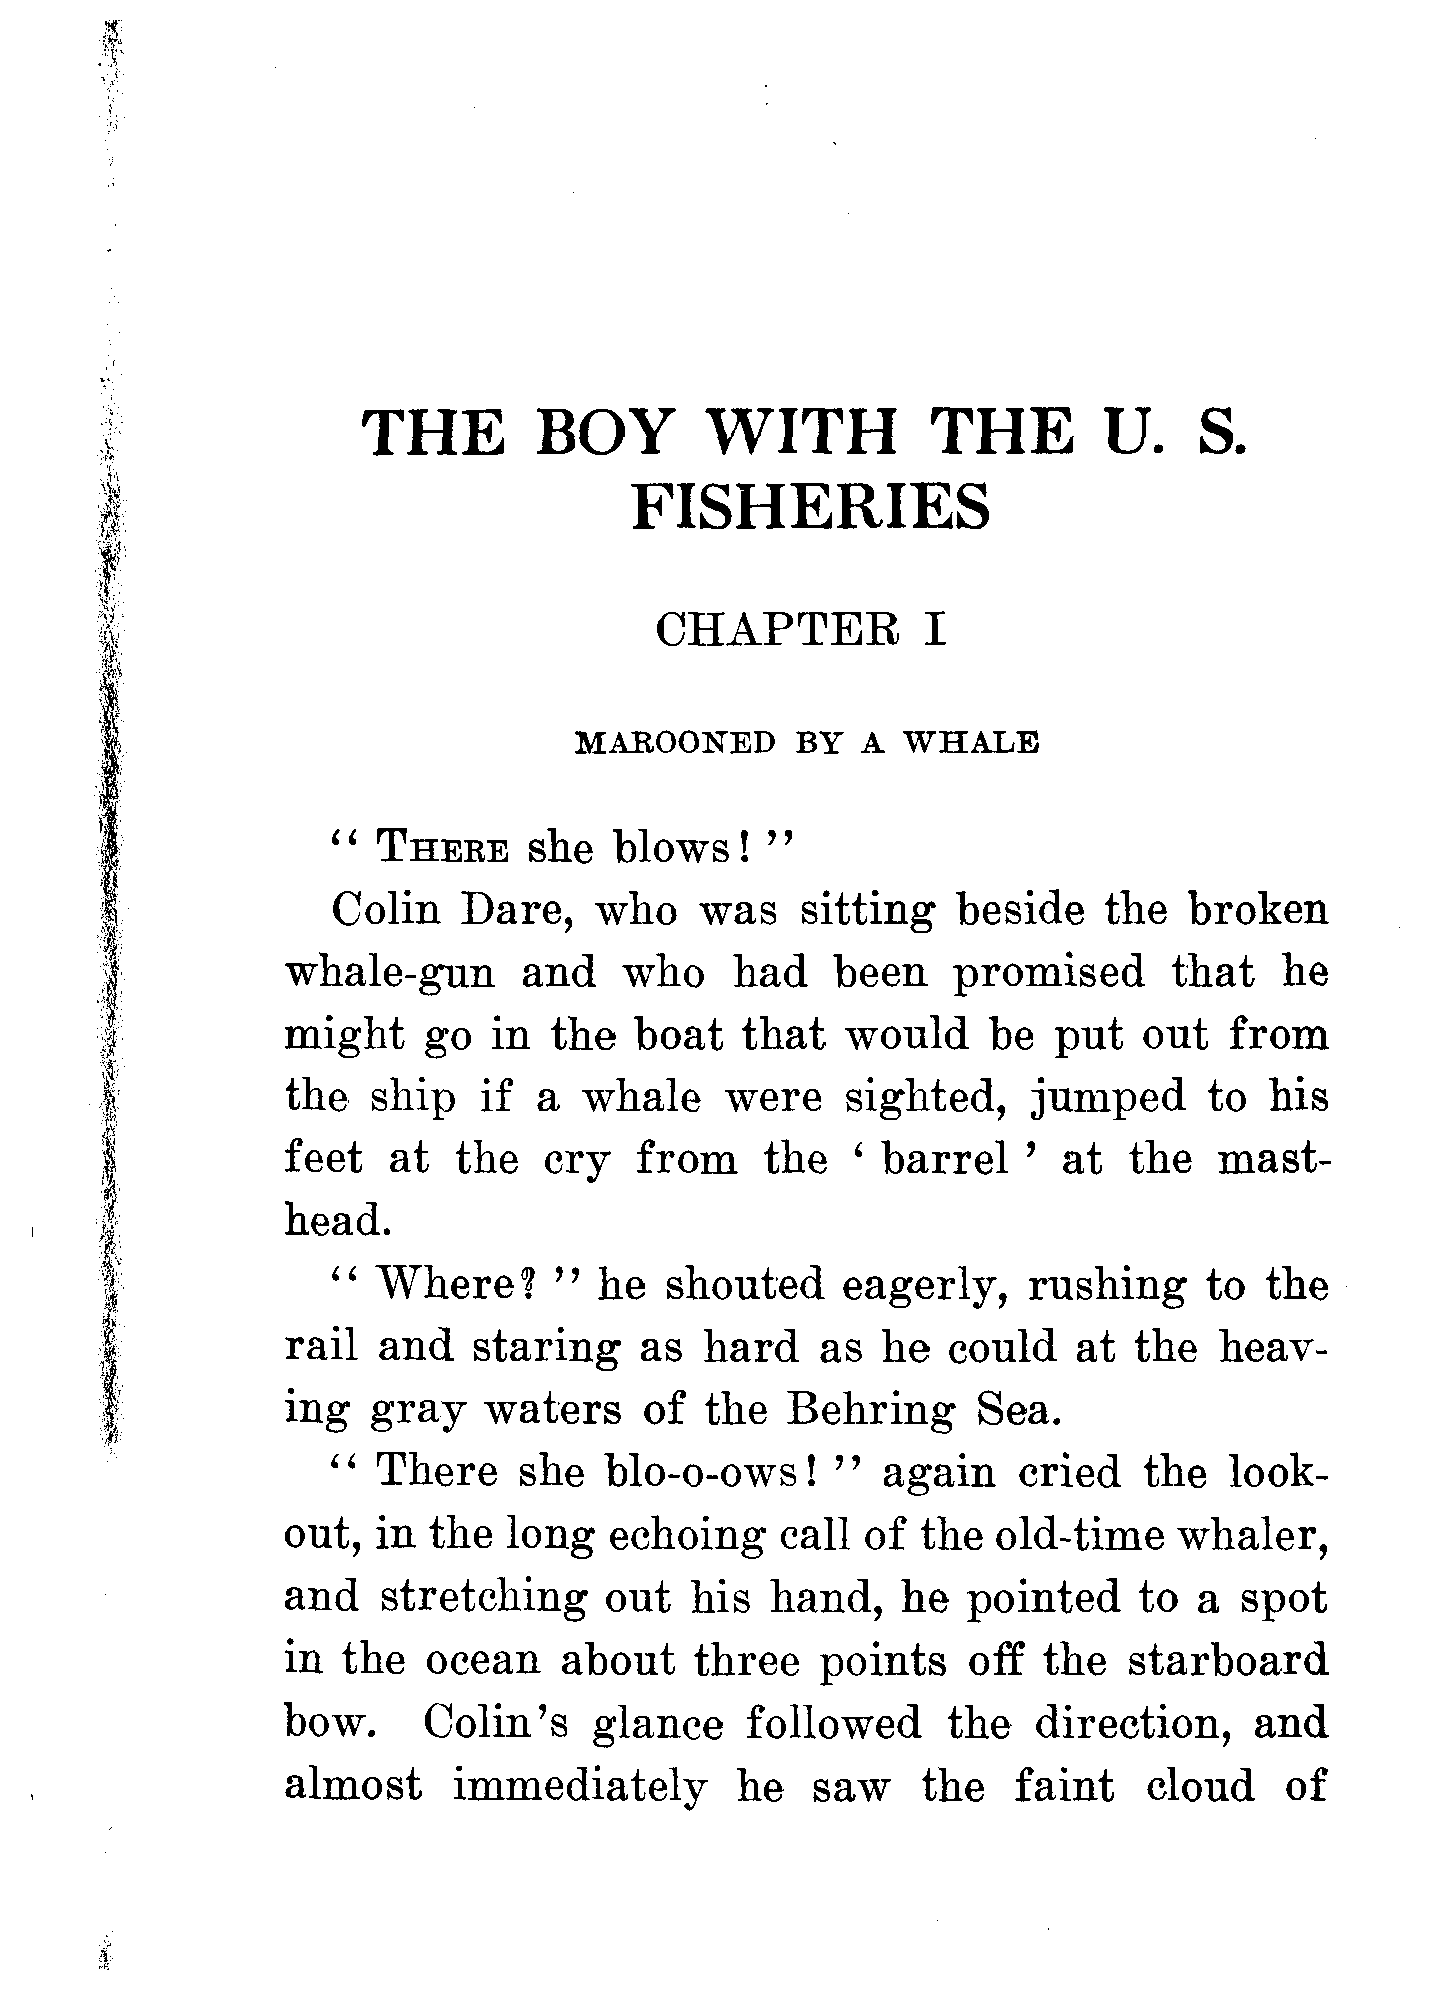 THE BOY WITH THE U. S.
FISHERIES
CHAPTER I
MAROONED BY A WHALE
“ THERE she blows! ”
Colin Dare, who was sitting beside the broken
whale-gun and who had been promised that he
might go in the boat that would be put out from
the ship if a whale were sighted, jumped to his
feet at the cry from the ‘ barrel ’ at the mast-
head.
“ Where? ” he shouted eagerly, rushing to the
rail and staring as hard as he could at the heav-
ing gray waters of the Behring Sea.
“ There she blo-o-ows! ” again cried the look-
out, in the long echoing call of the old-time whaler,
and stretching out his hand, he pointed to a spot
in the ocean about three points off the starboard
bow. Colin’s glance followed the direction, and
almost immediately he saw the faint cloud of